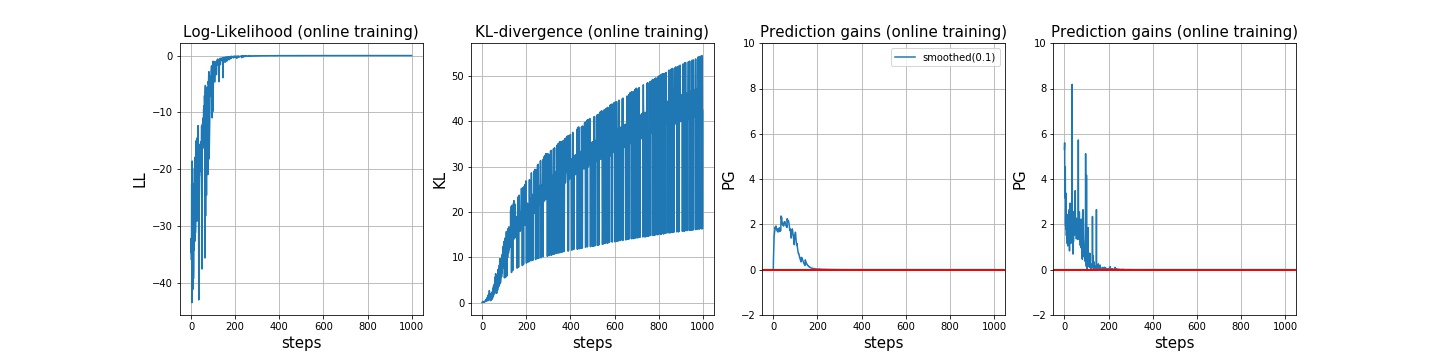 Log-Likelihood (online training)
LL
0
−10
−20
−30
−40
0 200 400 600 800 1000
steps
KL-divergence (online training)
KL
50
40
30
20
10
0
0 200 400 600 800 1000
steps
Prediction gains (online training)
PG
10
8
6
4
2
0
−2
smoothed(0.1)
0 200 400 600 800 1000
steps
Prediction gains (online training)
PG
10
8
6
4
2
0
−2
0 200 400 600 800 1000
steps